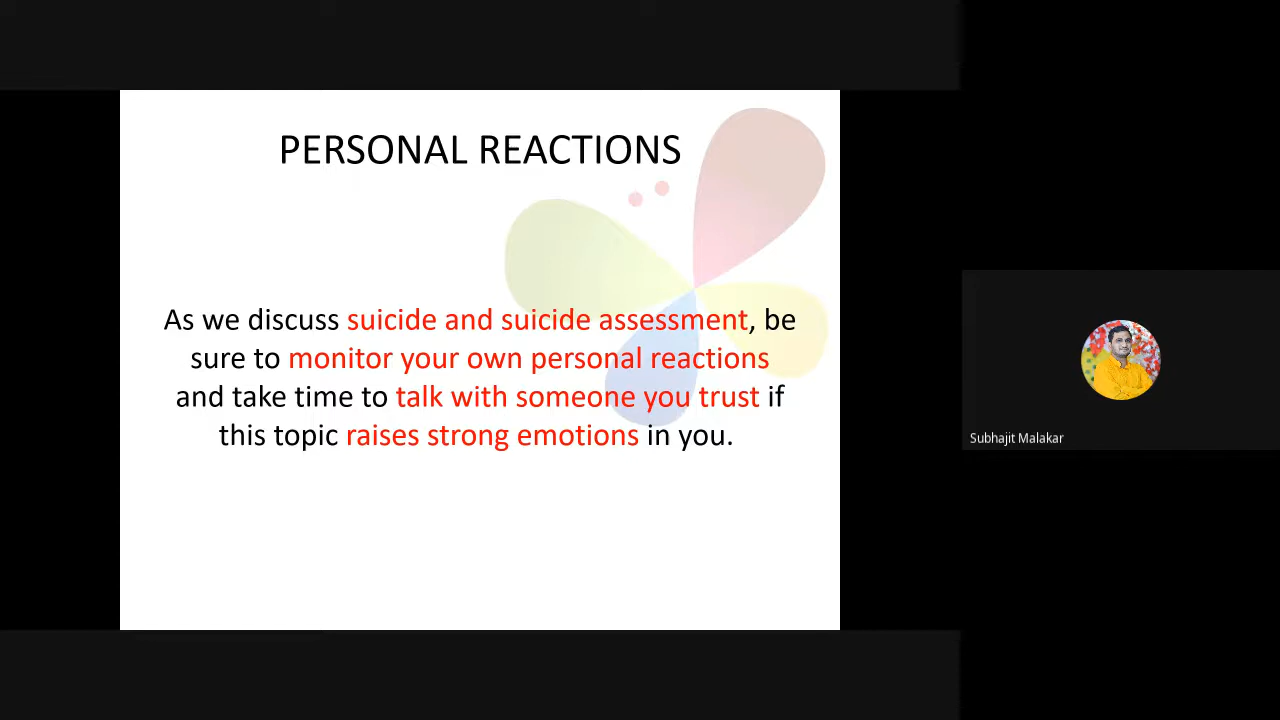 PERSONAL REACTIONS
As we discuss suicide and suicide assessment, be
sure to monitor your own personal reactions
and take time to talk with someone you trust if
this topic raises strong emotions in you.
Subhajit Malakar